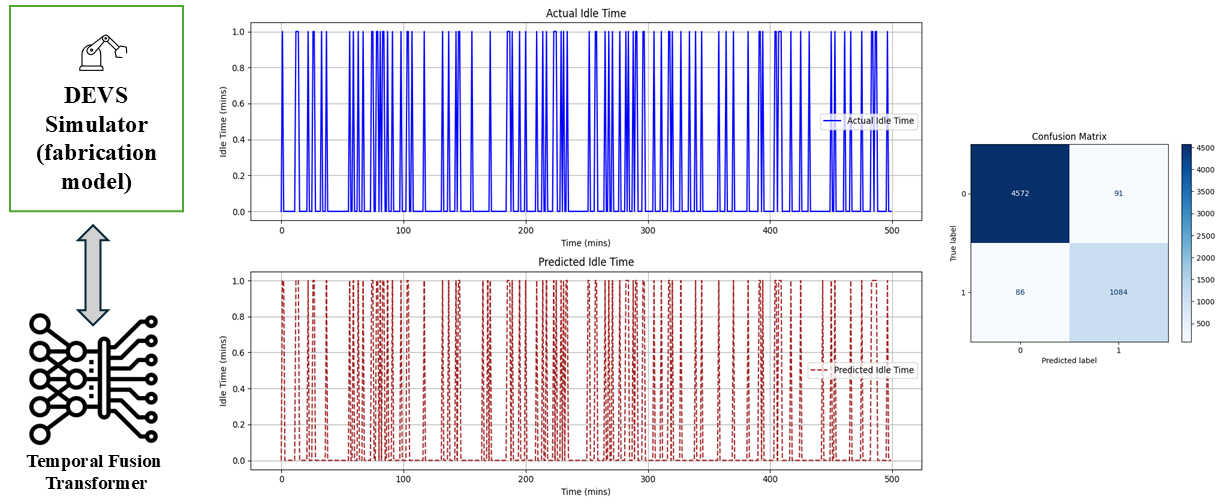 DEVS
Simulator
(fabrication
model)
Temporal Fusion
Transformer
Actual Idle Time
Idle Time (mins)
1.0
0.8
0.6
0.4
0.2
0.0
Actual Idle Time
0
100
200
300
400
500
Time (mins)
Predicted Idle Time
Idle Time (mins)
1.0
0.8
0.6
0.4
0.2
0.0
Predicted Idle Time
0
100
200
300
400
500
Time (mins)
Confusion Matrix
True label
0
4572
91
1
86
1084
0
1
Predicted label
4500
4000
3500
3000
2500
2000
1500
1000
500